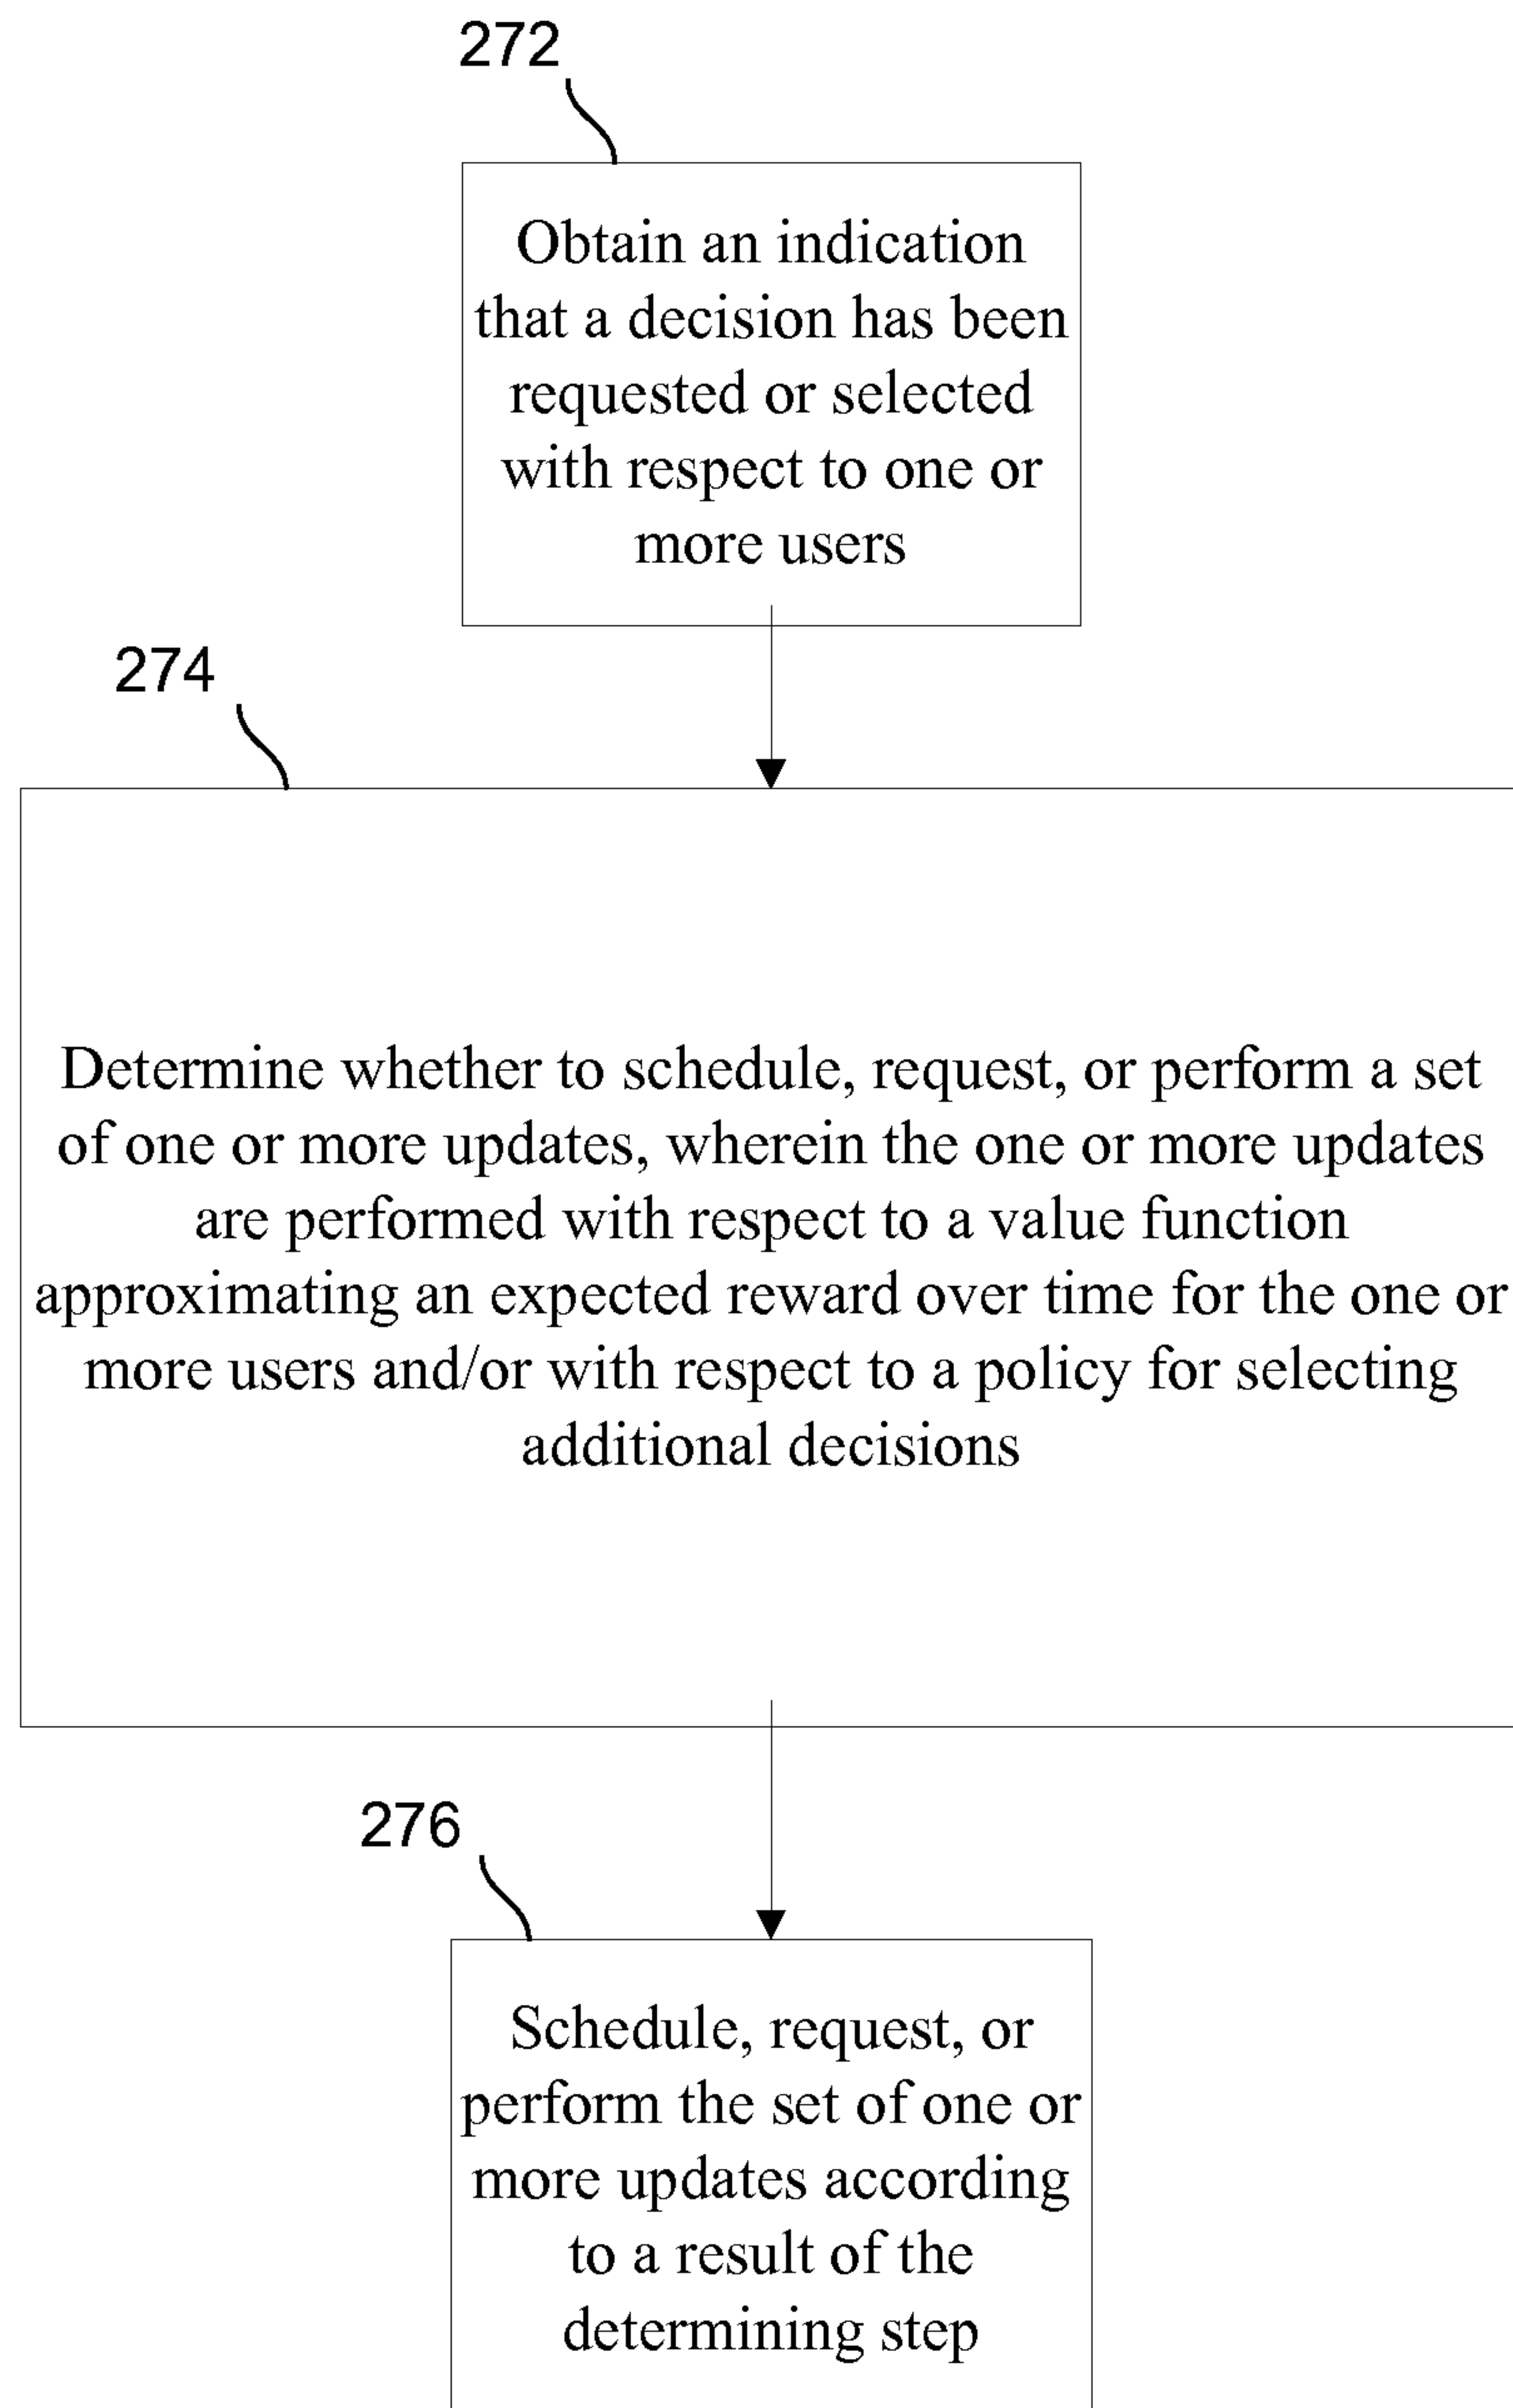 272
Obtain an indication
that a decision has been
requested or selected
with respect to one or
more users
274
Determine whether to schedule, request, or perform a set
of one or more updates, wherein the one or more updates
are performed with respect to a value function
approximating an expected reward over time for the one or
more users and/or with respect to a policy for selecting
additional decisions
276
Schedule, request, or
perform the set of one or
more updates according
to a result of the
determining step